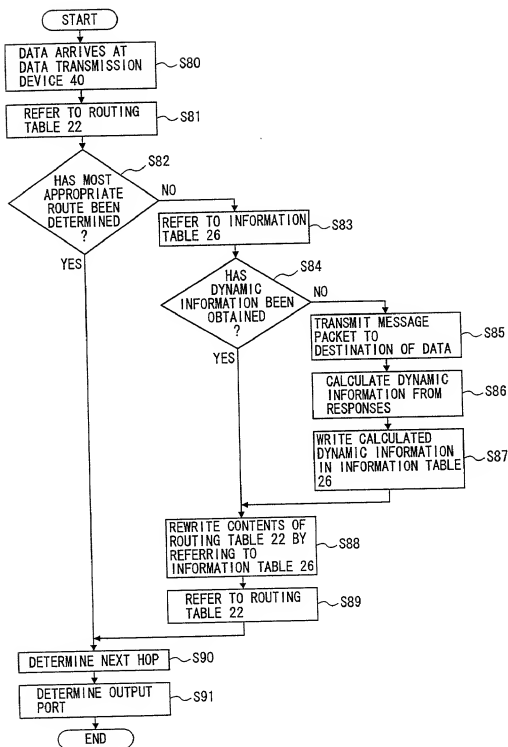 START
DATA ARRIVES AT
DATA TRANSMISSION
DEVICE 40
S80
REFER TO ROUTING
TABLE 22
S81
HAS MOST
APPROPRIATE
ROUTE BEEN
DETERMINED
?
S82
NO
YES
REFER TO INFORMATION
TABLE 26
S83
HAS
DYNAMIC
INFORMATION BEEN
OBTAINED
?
S84
NO
YES
TRANSMIT MESSAGE
PACKET TO
DESTINATION OF DATA
S85
CALCULATE DYNAMIC
INFORMATION FROM
RESPONSES
S86
WRITE CALCULATED
DYNAMIC INFORMATION
IN INFORMATION TABLE
26
S87
REWRITE CONTENTS OF
ROUTING TABLE 22 BY
REFERRING TO
INFORMATION TABLE 26
S88
REFER TO ROUTING
TABLE 22
S89
DETERMINE NEXT HOP
S90
DETERMINE OUTPUT
PORT
S91
END